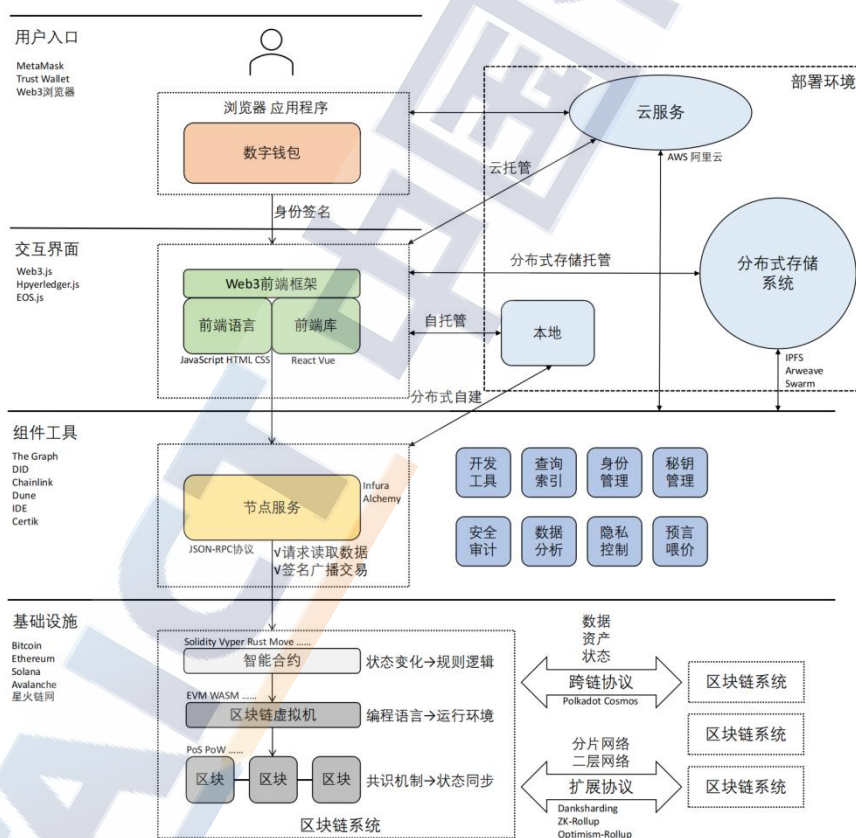 用户入口
MetaMask
Trust Wallet
Web3浏览器
浏览器 应用程序
数字钱包
身份签名
部署环境
云服务
AWS 阿里云
云托管
交互界面
Web3.js
Hpyerledger.js
EOS.js
Web3前端框架
前端语言
前端库
JavaScript HTML CSS
React Vue
分布式存储托管
分布式存储
系统
自托管
本地
IPFS
Arweave
Swarm
分布式自建
组件工具
The Graph
DID
Chainlink
Dune
IDE
Certik
节点服务
Infura
Alchemy
JSON-RPC协议
√请求读取数据
√签名广播交易
开发
工具
查询
索引
身份
管理
秘钥
管理
安全
审计
数据
分析
隐私
控制
预言
喂价
基础设施
Bitcoin
Ethereum
Solana
Avalanche
星火链网
Solidity Vyper Rust Move ......
智能合约
状态变化→规则逻辑
EVM WASM ......
区块链虚拟机
编程语言→运行环境
PoS PoW ......
区块
区块
区块
共识机制→状态同步
区块链系统
数据
资产
状态
跨链协议
Polkadot Cosmos
区块链系统
区块链系统
分片网络
二层网络
扩展协议
区块链系统
Danksharding
ZK-Rollup
Optimism-Rollup
CAICT 中国